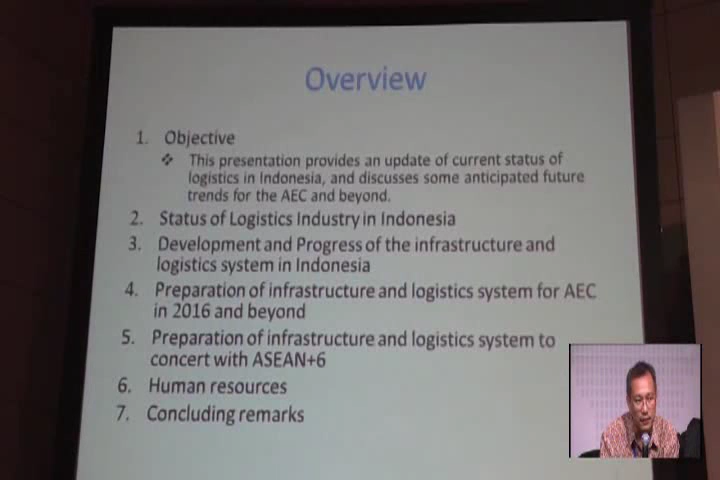 Overview
1. Objective
❖ This presentation provides an update of current status of
logistics in Indonesia, and discusses some anticipated future
trends for the AEC and beyond.
2. Status of Logistics Industry in Indonesia
3. Development and Progress of the infrastructure and
logistics system in Indonesia
4. Preparation of infrastructure and logistics system for AEC
in 2016 and beyond
5. Preparation of infrastructure and logistics system to
concert with ASEAN+6
6. Human resources
7. Concluding remarks